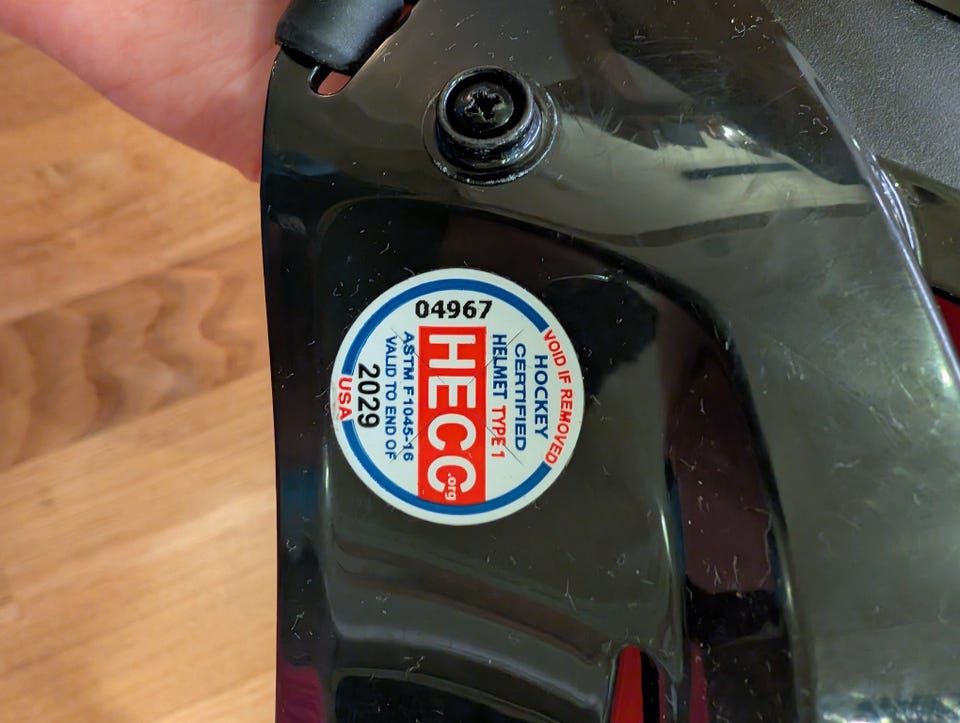 VOID IF REMOVED
HOCKEY
CERTIFIED
HELMET TYPE 1
HECC
.org
ASTM F1045-16
VALID TO END OF
2029
USA
04967